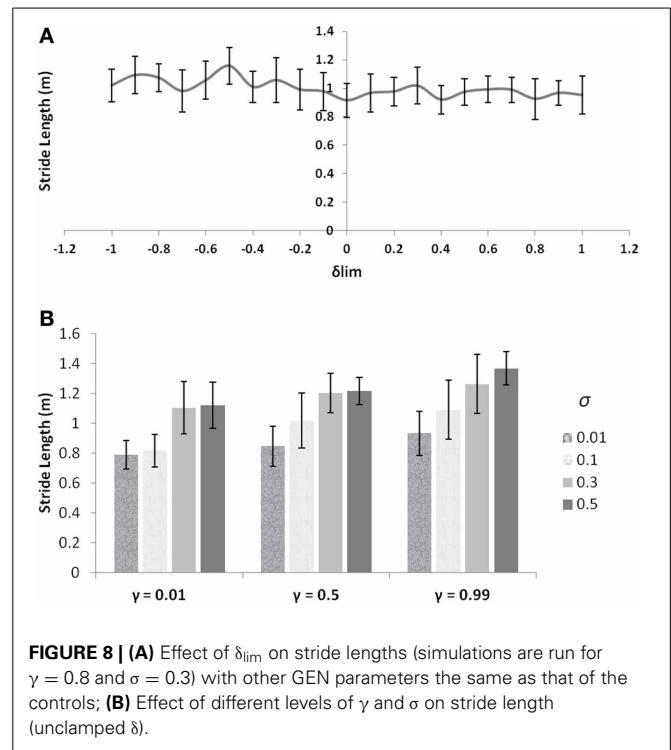 A
Stride Length (m)
1.4
1.2
1
0.8
0.6
0.4
0.2
0
-1.2 -1 -0.8 -0.6 -0.4 -0.2 0 0.2 0.4 0.6 0.8 1 1.2
δlim
B
Stride Length (m)
1.6
1.4
1.2
1
0.8
0.6
0.4
0.2
0
γ = 0.01 γ = 0.5 γ = 0.99
σ
0.01
0.1
0.3
0.5
FIGURE 8 | (A) Effect of δlim on stride lengths (simulations are run for
γ = 0.8 and σ = 0.3) with other GEN parameters the same as that of the
controls; (B) Effect of different levels of γ and σ on stride length
(unclamped δ).